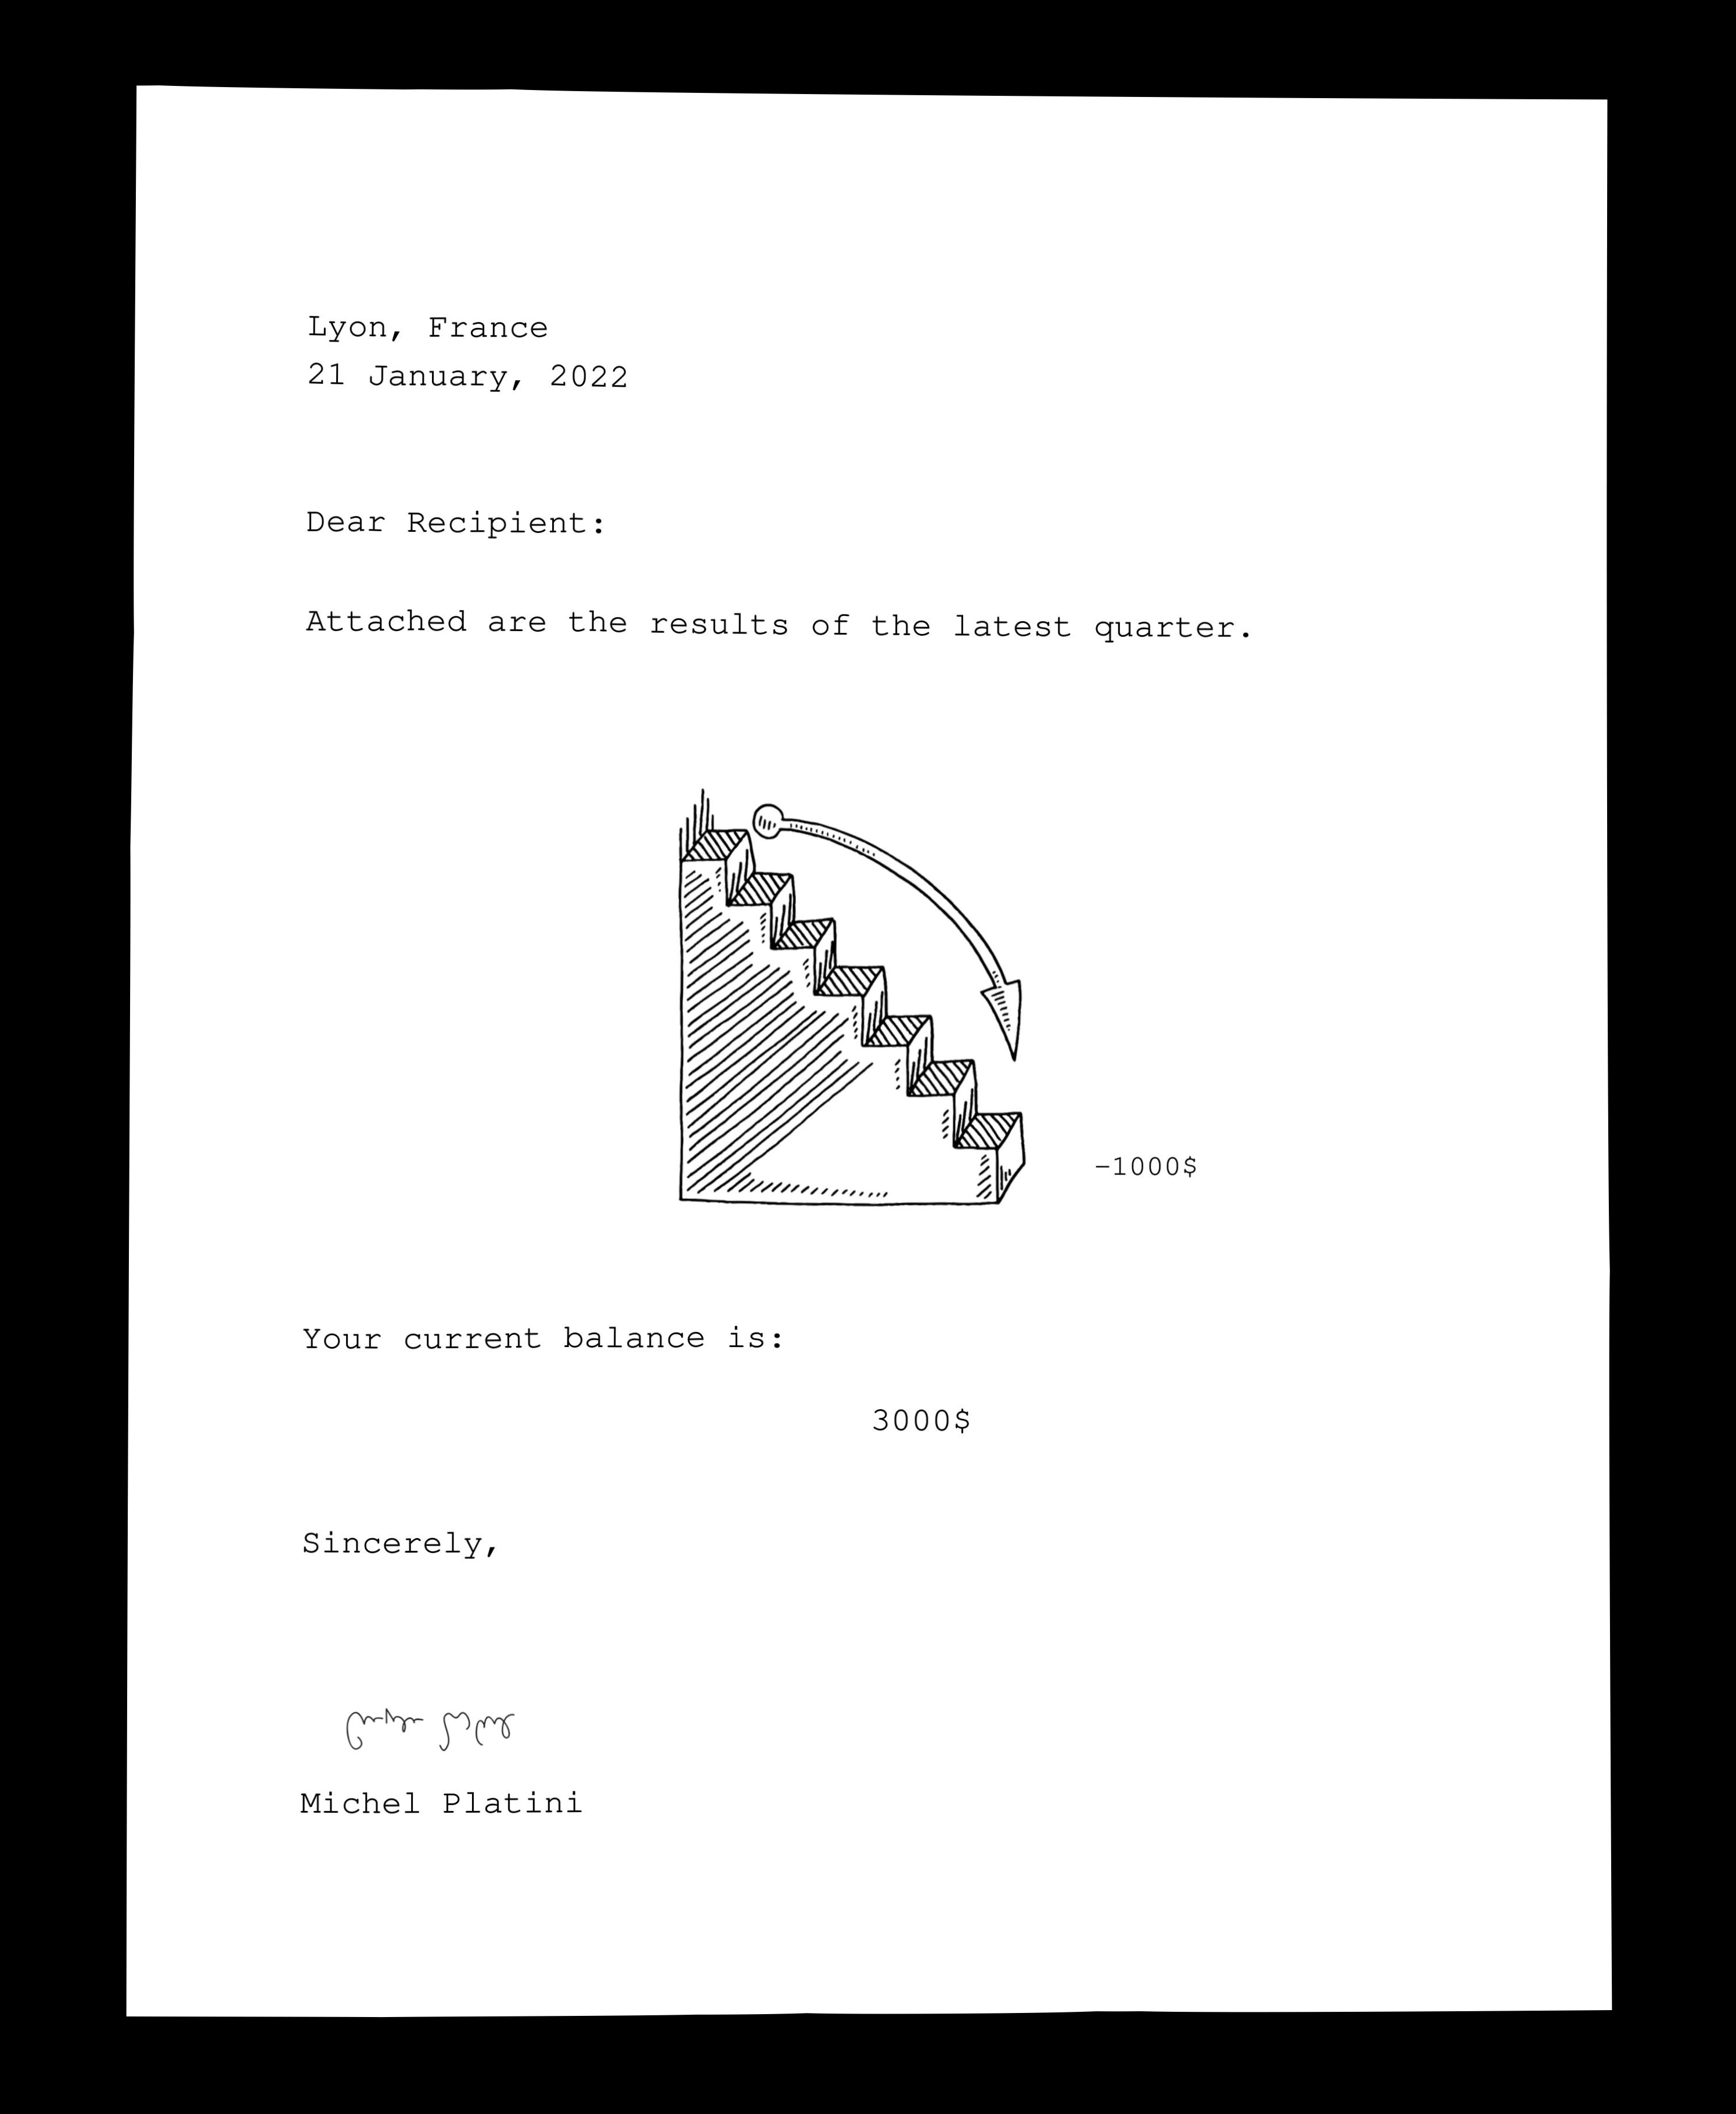 Lyon, France
21 January, 2022
Dear Recipient:
Attached are the results of the latest quarter.
–1000$
Your current balance is:
3000$
Sincerely,
Michel Platini